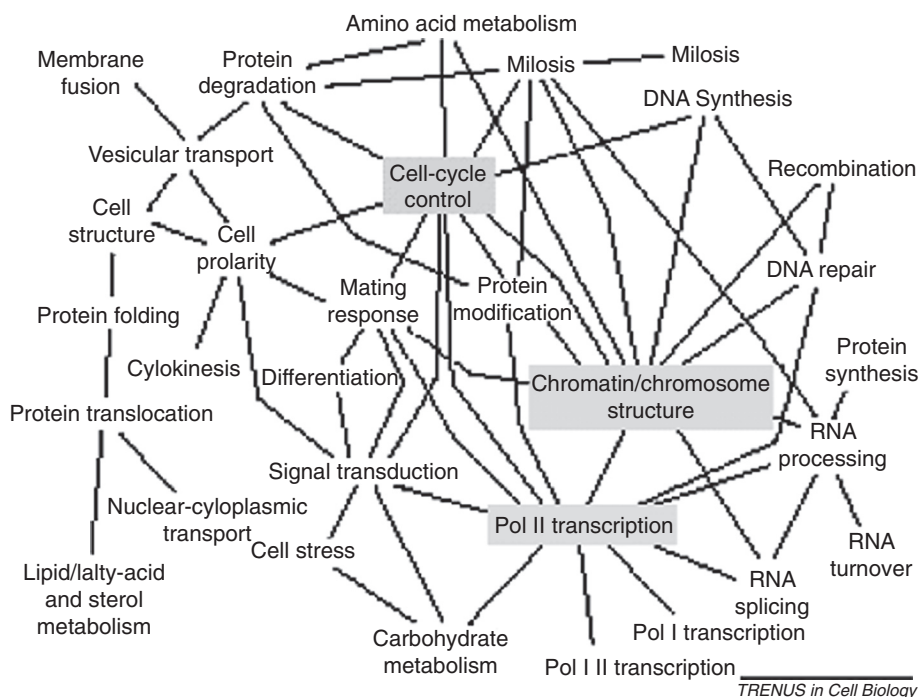 Amino acid metabolism
Membrane
fusion
Protein
degradation
Milosis
Milosis
DNA Synthesis
Vesicular transport
Cell-cycle
control
Recombination
Cell
structure
Cell
prolarity
DNA repair
Mating
response
Protein
modification
Protein folding
Cylokinesis
Differentiation
Chromatin/chromosome
structure
Protein
synthesis
Protein translocation
RNA
processing
Signal transduction
Nuclear-cyloplasmic
transport
Pol II transcription
Cell stress
RNA
turnover
Lipid/lalty-acid
and sterol
metabolism
RNA
splicing
Carbohydrate
metabolism
Pol I transcription
Pol I II transcription
TRENUS in Cell Biology